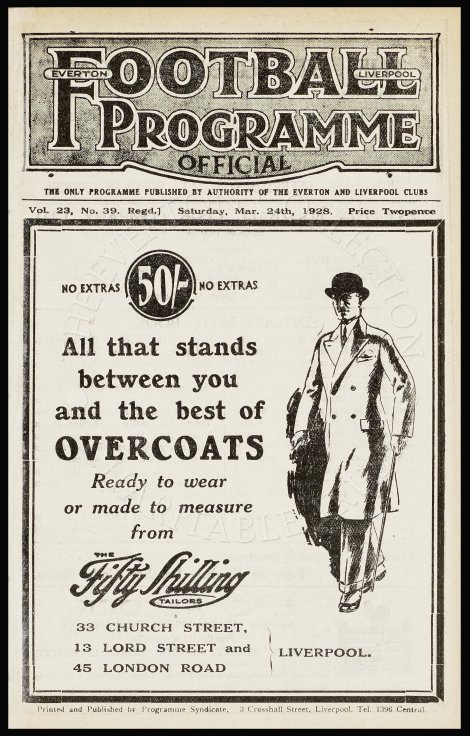 FOOTBALL
EVERTON LIVERPOOL
PROGRAMME
OFFICIAL
THE ONLY PROGRAMME PUBLISHED BY AUTHORITY OF THE EVERTON AND LIVERPOOL CLUBS
Vol. 23, No. 39. Regd.] Saturday, Mar. 24th, 1928. Price Twopence
NO EXTRAS 50/- NO EXTRAS
All that stands
between you
and the best of
OVERCOATS
Ready to wear
or made to measure
from
THE
Fifty Shilling
TAILORS
33 CHURCH STREET,
13 LORD STREET and
LIVERPOOL.
45 LONDON ROAD
Printed and Published by Programme Syndicate, 3 Crosshall Street, Liverpool. Tel. 1396 Central.